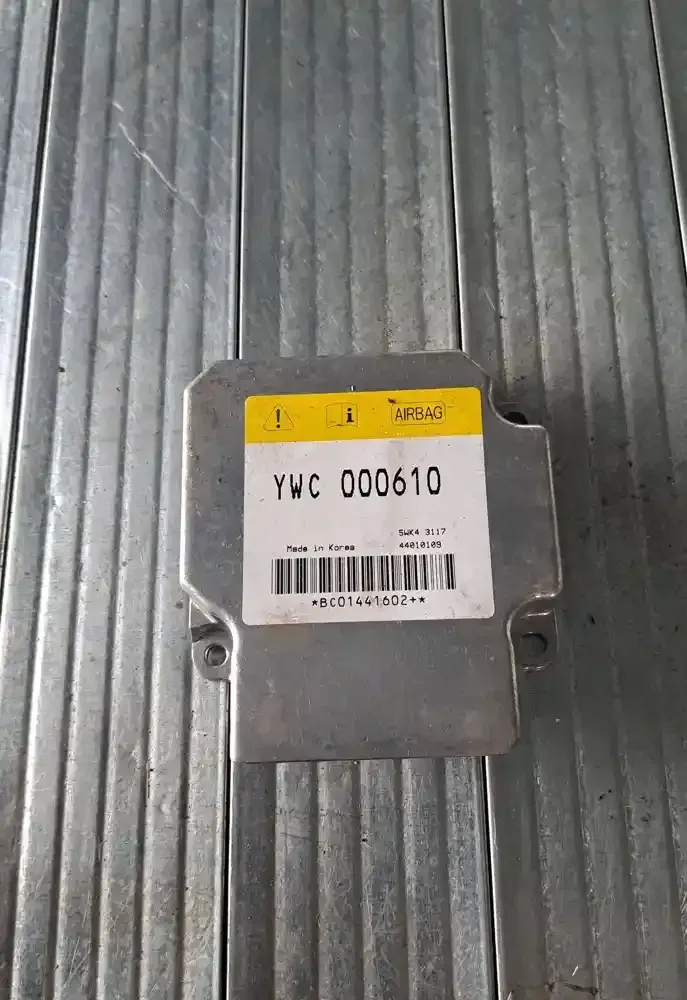 AIRBAG
YWC 000610
5WK4 3117
Made in Korea 44010109
*BC01441602+*